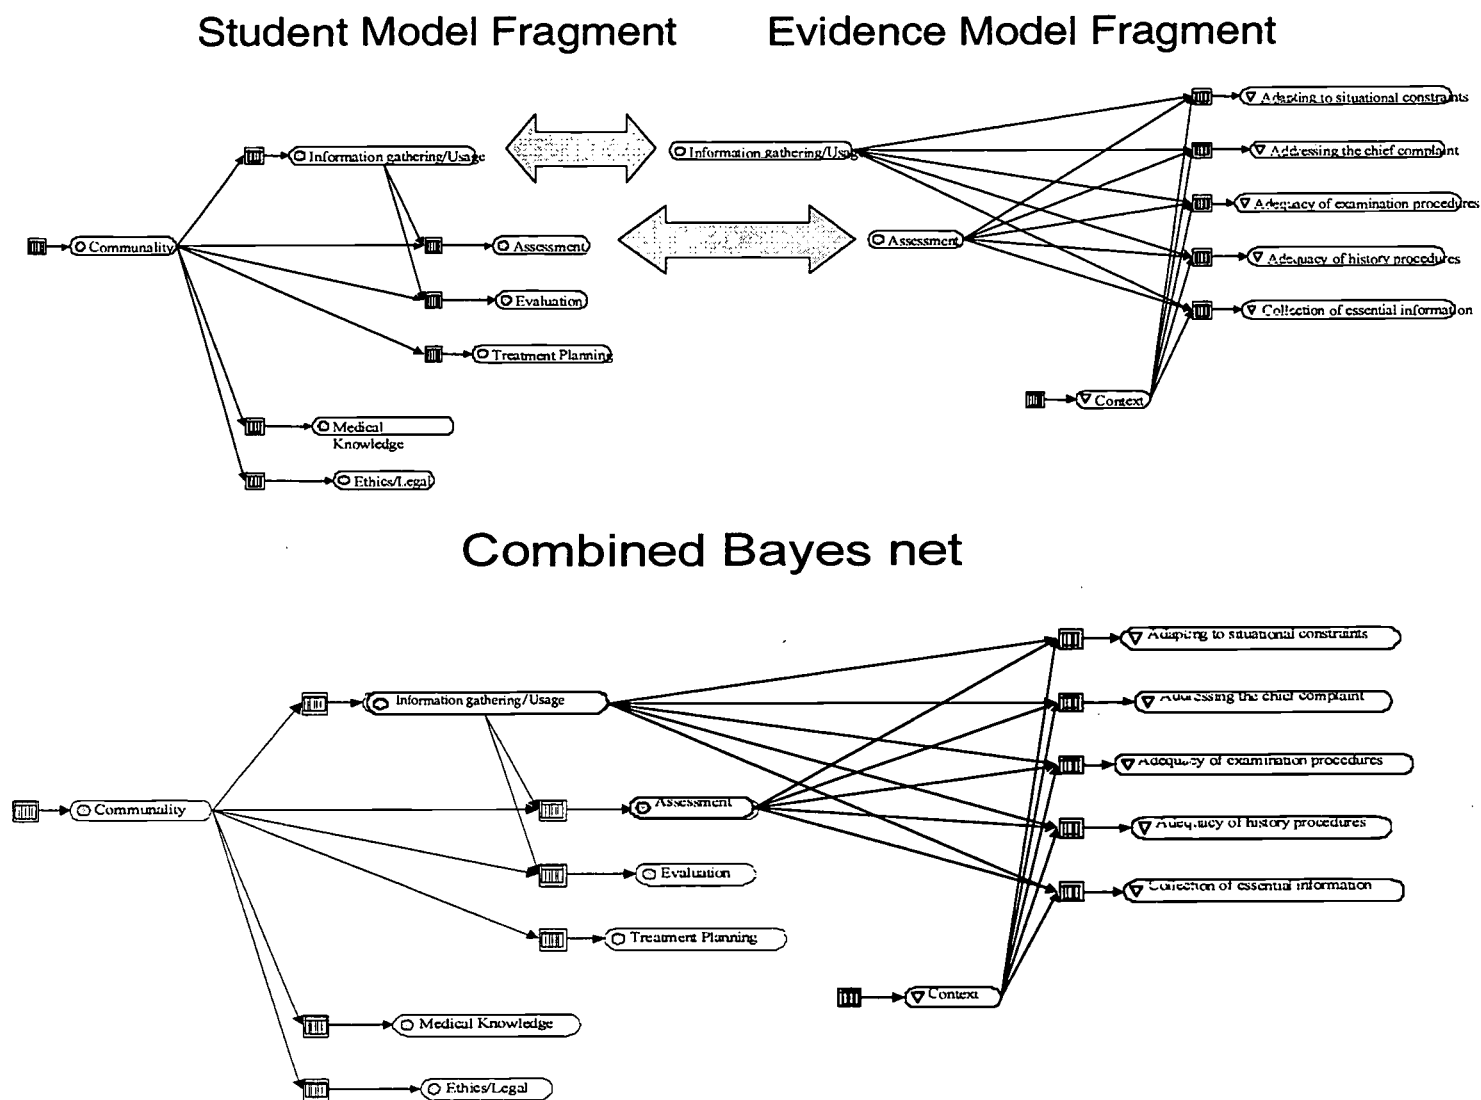 Student Model Fragment
Evidence Model Fragment
Adapting to situational constraints
Information gathering/Usage
Information gathering/Usag
Addressing the chief complaint
Adequacy of examination procedures
Communality
Assessment
Assessment
Adequacy of history procedures
Evaluation
Collection of essential information
Treatment Planning
Context
Medical
Knowledge
Ethics/Legal
Combined Bayes net
Adapting to situational constraints
Information gathering/Usage
Addressing the chief complaint
Adequacy of examination procedures
Communality
Assessment
Adequacy of history procedures
Evaluation
Collection of essential information
Treatment Planning
Context
Medical Knowledge
Ethics/Legal